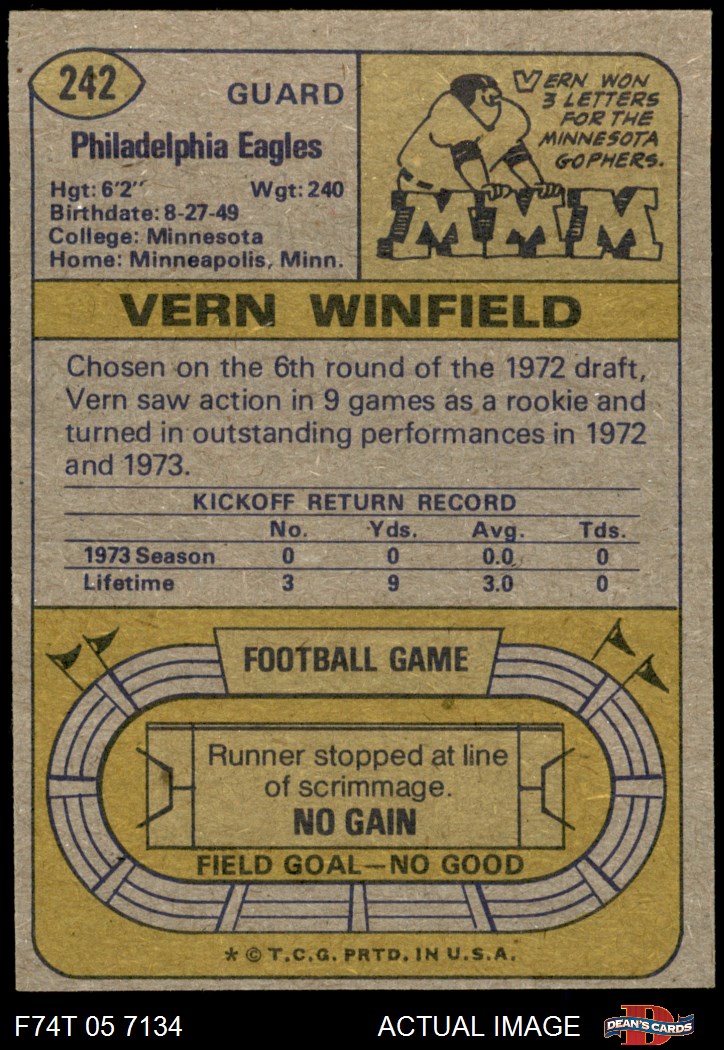 242
GUARD
Philadelphia Eagles
Hgt: 6'2" Wgt: 240
Birthdate: 8-27-49
College: Minnesota
Home: Minneapolis, Minn.
VERN WON
3 LETTERS
FOR THE
MINNESOTA
GOPHERS.
MMM
VERN WINFIELD
Chosen on the 6th round of the 1972 draft,
Vern saw action in 9 games as a rookie and
turned in outstanding performances in 1972
and 1973.
KICKOFF RETURN RECORD
No. Yds. Avg. Tds.
1973 Season 0 0 0.0 0
Lifetime 3 9 3.0 0
FOOTBALL GAME
Runner stopped at line
of scrimmage.
NO GAIN
FIELD GOAL—NO GOOD
* © T.C.G. PRTD. IN U.S.A.
F74T 05 7134 ACTUAL IMAGE
D
DEAN'S CARDS